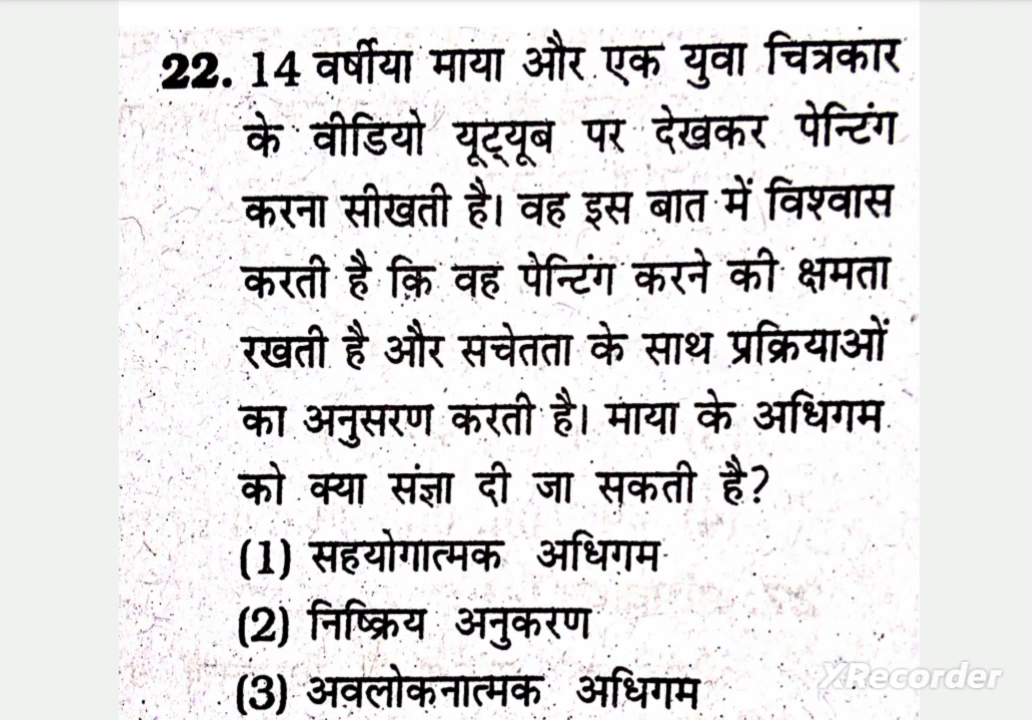 22. 14 वर्षीया माया और एक युवा चित्रकार
के वीडियो यूट्यूब पर देखकर पेन्टिंग
करना सीखती है। वह इस बात में विश्वास
करती है कि वह पेन्टिंग करने की क्षमता
रखती है और सचेतता के साथ प्रक्रियाओं
का अनुसरण करती है। माया के अधिगम
को क्या संज्ञा दी जा सकती है?
(1) सहयोगात्मक अधिगम
(2) निष्क्रिय अनुकरण
(3) अवलोकनात्मक अधिगम
XRecorder